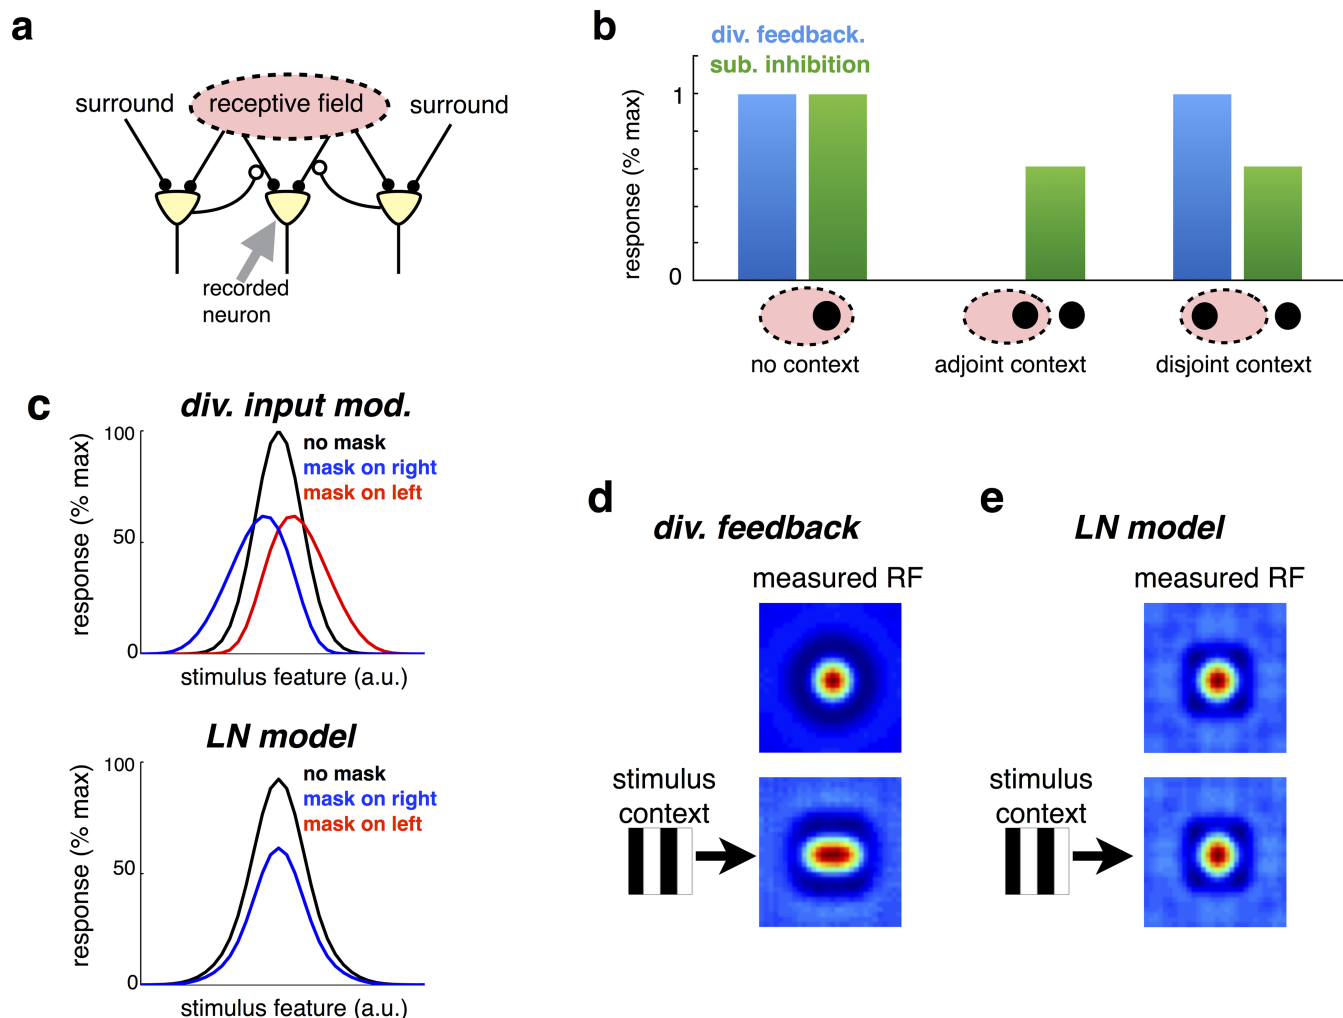 a
surround
receptive field
surround
recorded
neuron
b
div. feedback.
sub. inhibition
response (% max)
1
0
no context
adjoint context
disjoint context
c
div. input mod.
response (% max)
100
50
0
no mask
mask on right
mask on left
stimulus feature (a.u.)
LN model
response (% max)
100
50
0
no mask
mask on right
mask on left
stimulus feature (a.u.)
d
div. feedback
measured RF
stimulus
context
e
LN model
measured RF
stimulus
context